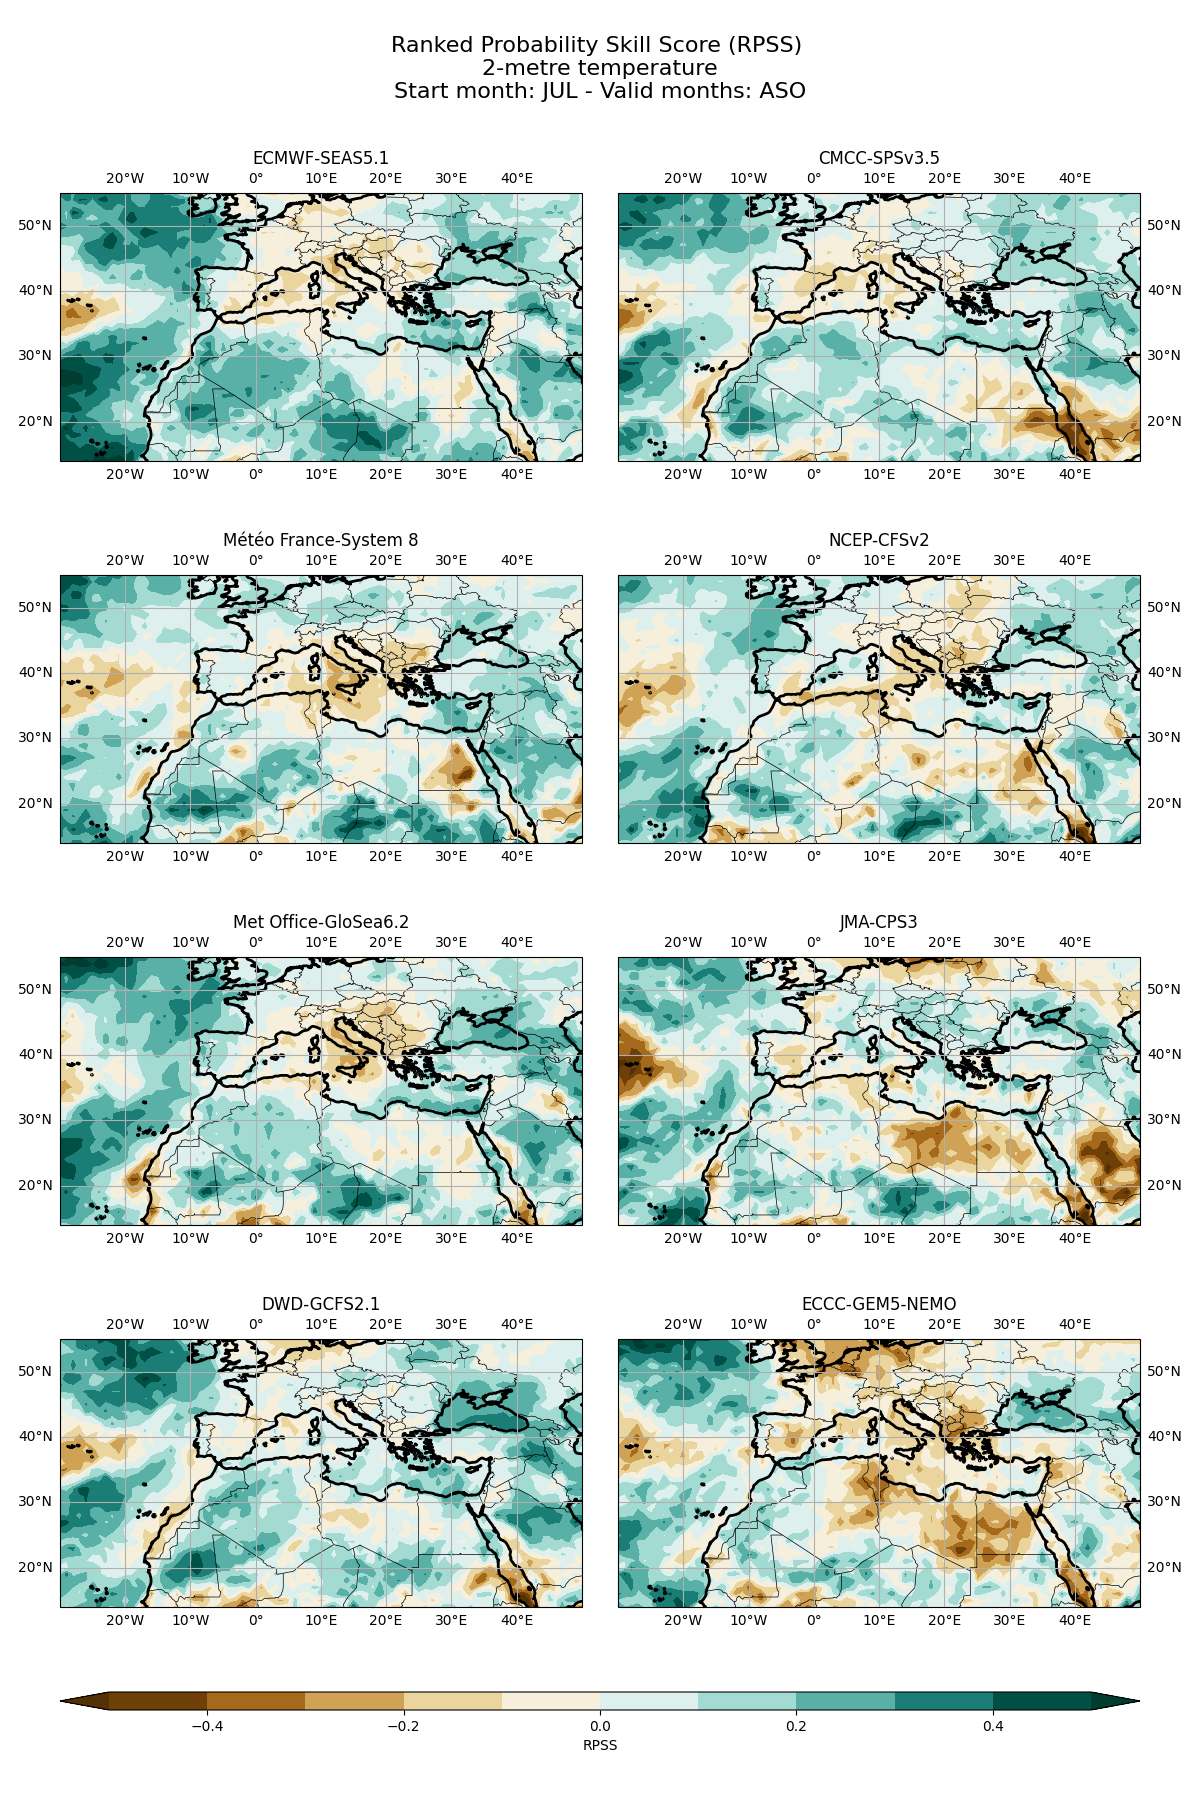 Ranked Probability Skill Score (RPSS)
2-metre temperature
Start month: JUL - Valid months: ASO
ECMWF-SEAS5.1
CMCC-SPSv3.5
20°W 10°W 0° 10°E 20°E 30°E 40°E
20°W 10°W 0° 10°E 20°E 30°E 40°E
50°N
50°N
40°N
40°N
30°N
30°N
20°N
20°N
20°W 10°W 0° 10°E 20°E 30°E 40°E
20°W 10°W 0° 10°E 20°E 30°E 40°E
Météo France-System 8
NCEP-CFSv2
20°W 10°W 0° 10°E 20°E 30°E 40°E
20°W 10°W 0° 10°E 20°E 30°E 40°E
50°N
50°N
40°N
40°N
30°N
30°N
20°N
20°N
20°W 10°W 0° 10°E 20°E 30°E 40°E
20°W 10°W 0° 10°E 20°E 30°E 40°E
Met Office-GloSea6.2
JMA-CPS3
20°W 10°W 0° 10°E 20°E 30°E 40°E
20°W 10°W 0° 10°E 20°E 30°E 40°E
50°N
50°N
40°N
40°N
30°N
30°N
20°N
20°N
20°W 10°W 0° 10°E 20°E 30°E 40°E
20°W 10°W 0° 10°E 20°E 30°E 40°E
DWD-GCFS2.1
ECCC-GEM5-NEMO
20°W 10°W 0° 10°E 20°E 30°E 40°E
20°W 10°W 0° 10°E 20°E 30°E 40°E
50°N
50°N
40°N
40°N
30°N
30°N
20°N
20°N
20°W 10°W 0° 10°E 20°E 30°E 40°E
20°W 10°W 0° 10°E 20°E 30°E 40°E
−0.4 −0.2 0.0 0.2 0.4
RPSS